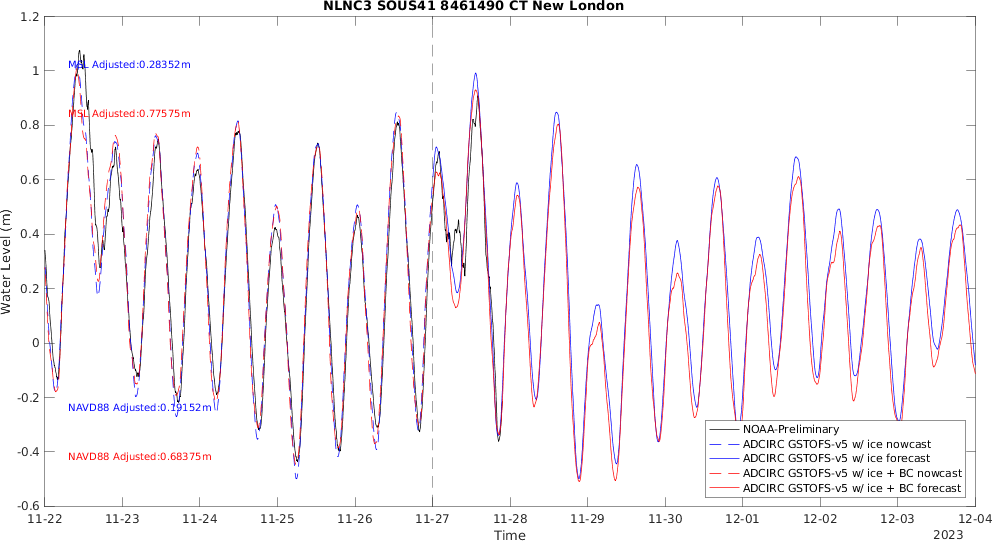 NLNC3 SOUS41 8461490 CT New London
1.2
1
0.8
0.6
0.4
0.2
0
-0.2
-0.4
-0.6
Water Level (m)
MSL Adjusted:0.28352m
MSL Adjusted:0.77575m
NAVD88 Adjusted:0.19152m
NAVD88 Adjusted:0.68375m
NOAA-Preliminary
ADCIRC GSTOFS-v5 w/ ice nowcast
ADCIRC GSTOFS-v5 w/ ice forecast
ADCIRC GSTOFS-v5 w/ ice + BC nowcast
ADCIRC GSTOFS-v5 w/ ice + BC forecast
11-22 11-23 11-24 11-25 11-26 11-27 11-28 11-29 11-30 12-01 12-02 12-03 12-04
Time
2023